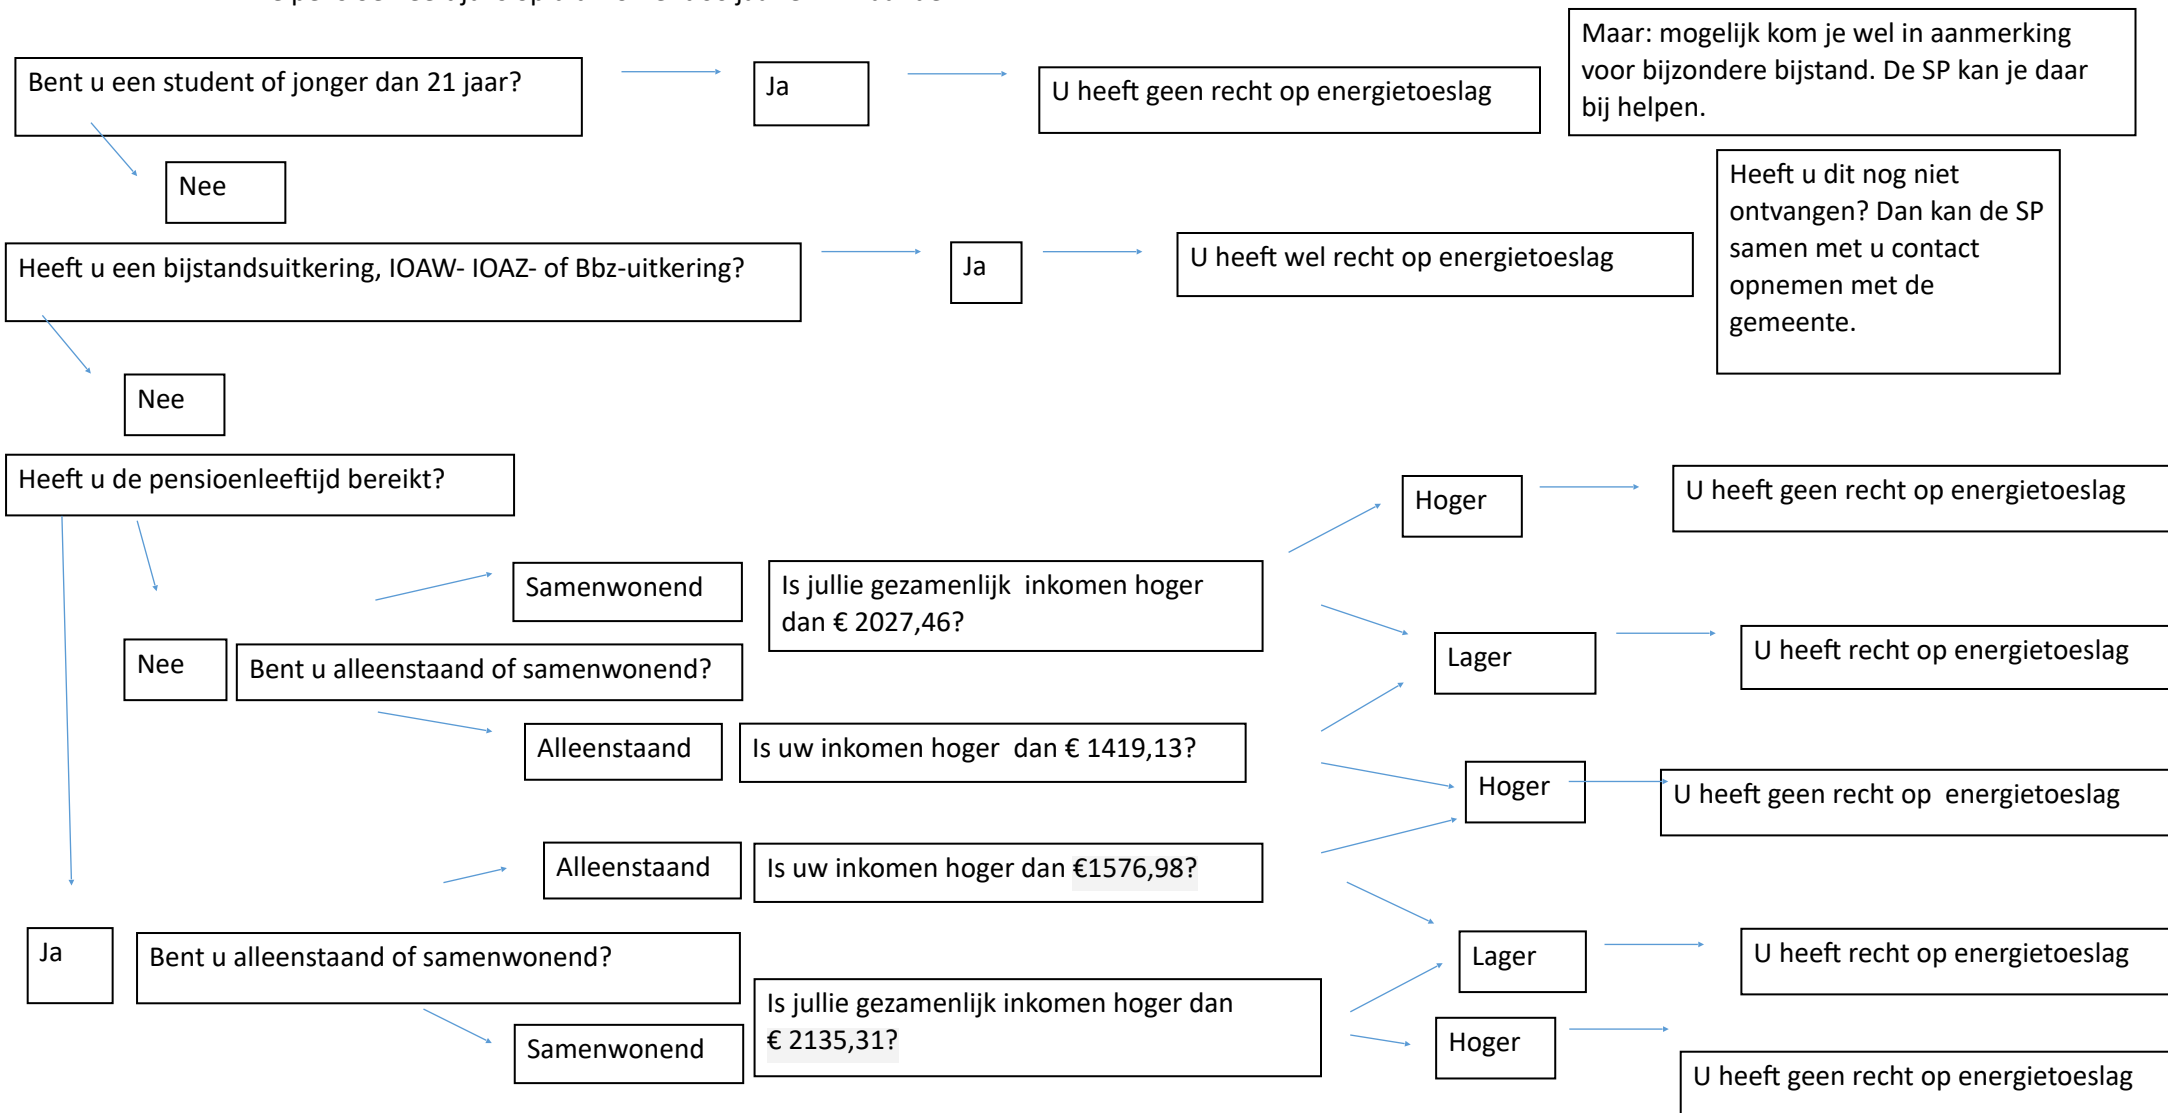 Maar: mogelijk kom je wel in aanmerking
voor bijzondere bijstand. De SP kan je daar
bij helpen.
Bent u een student of jonger dan 21 jaar?
Ja
U heeft geen recht op energietoeslag
Nee
Heeft u dit nog niet
ontvangen? Dan kan de SP
samen met u contact
opnemen met de
gemeente.
Heeft u een bijstandsuitkering, IOAW- IOAZ- of Bbz-uitkering?
Ja
U heeft wel recht op energietoeslag
Nee
Heeft u de pensioenleeftijd bereikt?
Hoger
U heeft geen recht op energietoeslag
Samenwonend
Is jullie gezamenlijk  inkomen hoger
dan € 2027,46?
Lager
U heeft recht op energietoeslag
Nee
Bent u alleenstaand of samenwonend?
Alleenstaand
Is uw inkomen hoger  dan € 1419,13?
Hoger
U heeft geen recht op  energietoeslag
Alleenstaand
Is uw inkomen hoger dan €1576,98?
Ja
Bent u alleenstaand of samenwonend?
Lager
U heeft recht op energietoeslag
Samenwonend
Is jullie gezamenlijk inkomen hoger dan
€ 2135,31?
Hoger
U heeft geen recht op energietoeslag